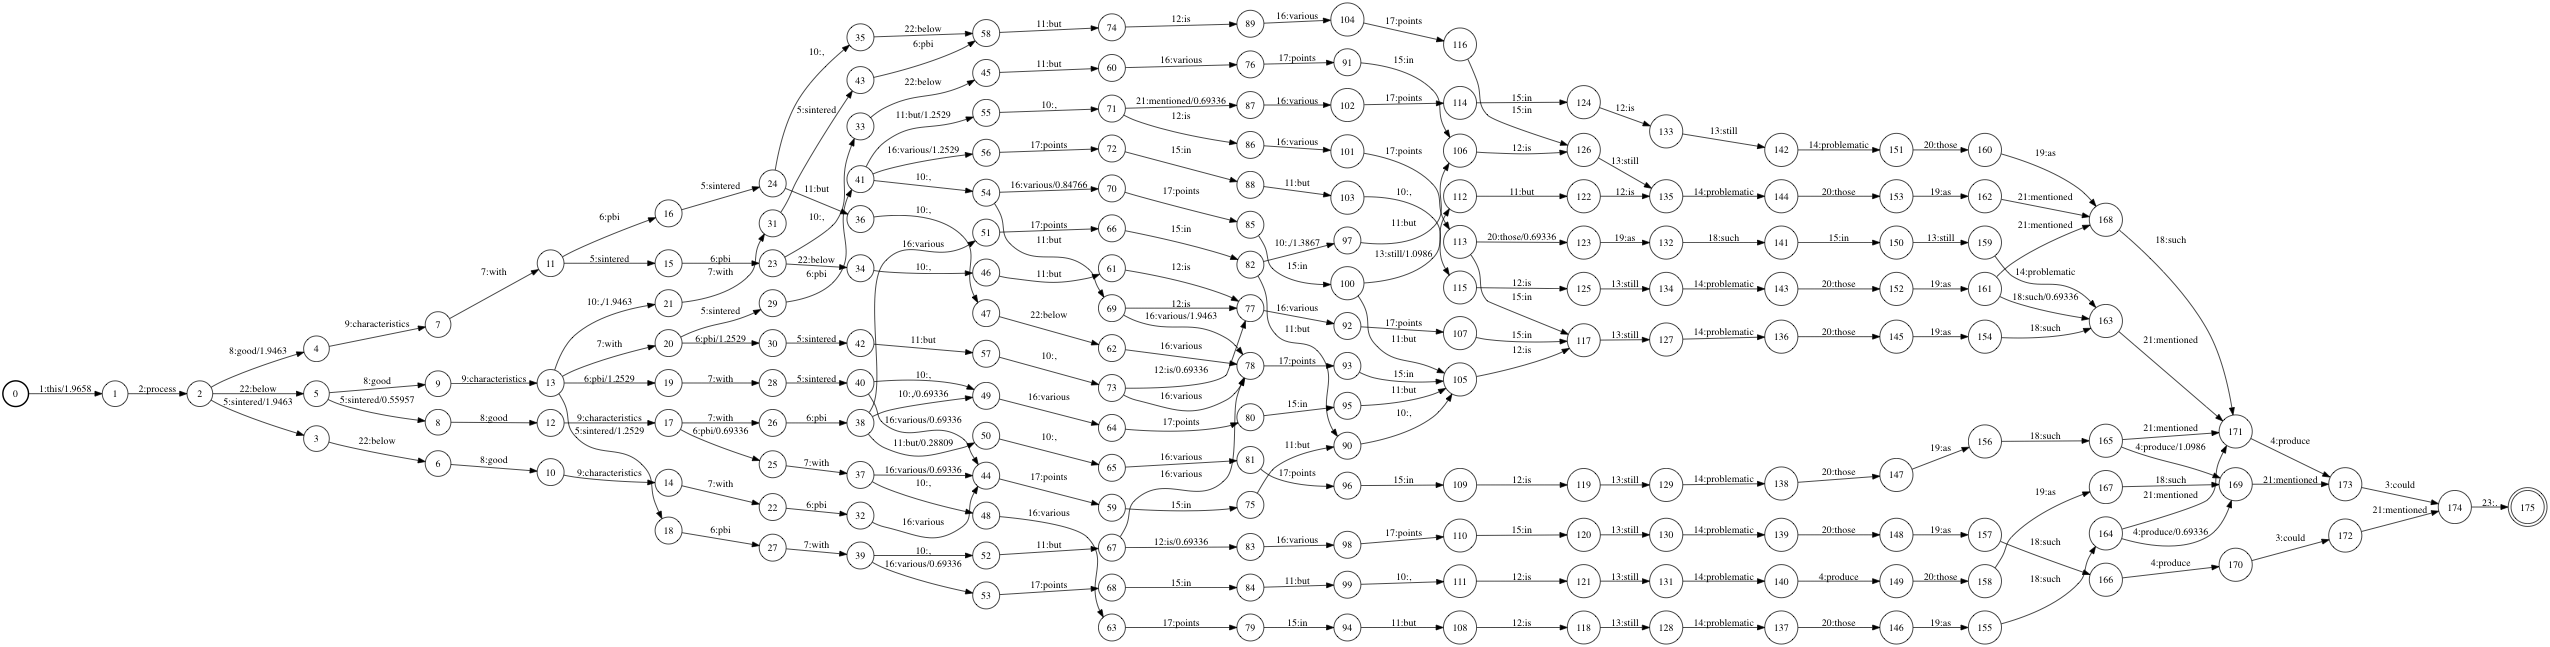 0 1:this/1.9658 1 2:process 2
8:good/1.9463 4 9:characteristics 7 7:with 11
22:below 5 8:good 9 9:characteristics 13
5:sintered/1.9463 3 22:below 6 8:good 10 9:characteristics 14
5:sintered/0.55957 8 8:good 12 9:characteristics 17
6:pbi 16 5:sintered 24
5:sintered 15 6:pbi 23
10:,/1.9463 21 7:with 31
7:with 20 5:sintered 29
6:pbi/1.2529 30 5:sintered 42 11:but 57
6:pbi/1.2529 19 7:with 28 5:sintered 40
7:with 26 6:pbi 38
6:pbi/0.69336 25 7:with 37
7:with 22 6:pbi 32 16:various 44
5:sintered/1.2529 18 6:pbi 27 7:with 39
10:, 35 22:below 58 11:but 74 12:is 89 16:various 104 17:points 116 15:in 126
5:sintered 43 6:pbi
10:, 33 22:below 45 11:but 60 16:various 76 17:points 91 15:in 106 12:is
6:pbi 41 11:but/1.2529 55 10:, 71 21:mentioned/0.69336 87 16:various 102 17:points 114 15:in 124 12:is 133 13:still 142 14:problematic 151 20:those 160 19:as 168
12:is 86 16:various 101 17:points 113
16:various/1.2529 56 17:points 72 15:in 88 11:but 103 10:, 115
10:, 54 16:various/0.84766 70 17:points 85 15:in 100
11:but 36 10:, 47 22:below 62 16:various 78
22:below 34 10:, 46 11:but 61 12:is 77
16:various 51 17:points 66 15:in 82 10:,/1.3867 97 11:but
13:still/1.0986 112 11:but 122 12:is 135 14:problematic 144 20:those 153 19:as 162 21:mentioned
13:still
11:but 69 12:is
16:various/1.9463
20:those/0.69336 123 19:as 132 18:such 141 15:in 150 13:still 159 14:problematic 163
12:is 125 13:still 134 14:problematic 143 20:those 152 19:as 161 21:mentioned
18:such/0.69336
15:in 117 13:still 127 14:problematic 136 20:those 145 19:as 154 18:such
16:various 92 17:points 107 15:in
11:but 105 12:is
10:, 73 12:is/0.69336
16:various
17:points 93 15:in
10:, 49 16:various 64 17:points 80 15:in 95 11:but
10:,/0.69336
16:various/0.69336
11:but/0.28809 50 10:, 65 16:various 81 17:points 96 15:in 109 12:is 119 13:still 129 14:problematic 138 20:those 147 19:as 156 18:such 165 21:mentioned 171
4:produce/1.0986 169
11:but 90 10:,
16:various/0.69336
17:points 59 15:in 75 11:but
10:, 48 16:various 63 17:points 79 15:in 94 11:but 108 12:is 118 13:still 128 14:problematic 137 20:those 146 19:as 155 18:such 164
10:, 52 11:but 67 12:is/0.69336 83 16:various 98 17:points 110 15:in 120 13:still 130 14:problematic 139 20:those 148 19:as 157 18:such 166
16:various
16:various/0.69336 53 17:points 68 15:in 84 11:but 99 10:, 111 12:is 121 13:still 131 14:problematic 140 4:produce 149 20:those 158 19:as 167 18:such
21:mentioned
4:produce/0.69336
18:such
21:mentioned
4:produce 173 3:could 174 23:. 175
21:mentioned
4:produce 170 3:could 172 21:mentioned